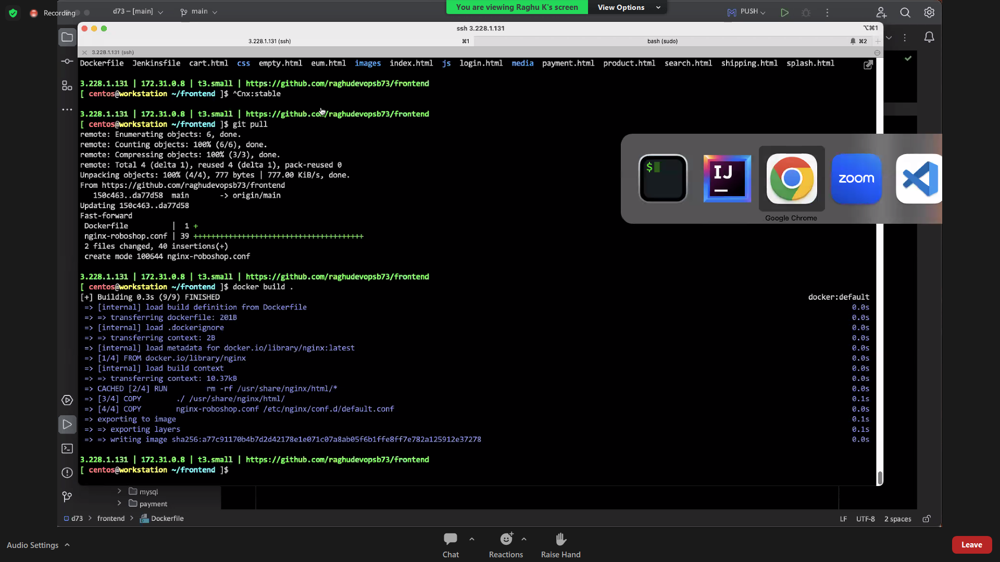 Recording
d73 – [main]
main
You are viewing Raghu K's screen
View Options
PUSH
ssh 3.228.1.131
⌥⌘1
3.228.1.131 (ssh)
⌘1
bash (sudo)
⌘2
3.228.1.131 (ssh)
Dockerfile Jenkinsfile cart.html css empty.html eum.html images index.html js login.html media payment.html product.html search.html shipping.html splash.html
3.228.1.131 | 172.31.0.8 | t3.small | https://github.com/raghudevopsb73/frontend
[ centos@workstation ~/frontend ]$ ^Cnx:stable
3.228.1.131 | 172.31.0.8 | t3.small | https://github.com/raghudevopsb73/frontend
[ centos@workstation ~/frontend ]$ git pull
remote: Enumerating objects: 6, done.
remote: Counting objects: 100% (6/6), done.
remote: Compressing objects: 100% (3/3), done.
remote: Total 4 (delta 1), reused 4 (delta 1), pack-reused 0
Unpacking objects: 100% (4/4), 777 bytes | 777.00 KiB/s, done.
From https://github.com/raghudevopsb73/frontend
150c463..da77d58 main -> origin/main
Updating 150c463..da77d58
Fast-forward
Dockerfile | 1 +
nginx-roboshop.conf | 39 +++++++++++++++++++++++++++++++++++++++
2 files changed, 40 insertions(+)
create mode 100644 nginx-roboshop.conf
$
IJ
zoom
Google Chrome
3.228.1.131 | 172.31.0.8 | t3.small | https://github.com/raghudevopsb73/frontend
[ centos@workstation ~/frontend ]$ docker build .
[+] Building 0.3s (9/9) FINISHED docker:default
=> [internal] load build definition from Dockerfile 0.0s
=> => transferring dockerfile: 201B 0.0s
=> [internal] load .dockerignore 0.0s
=> => transferring context: 2B 0.0s
=> [internal] load metadata for docker.io/library/nginx:latest 0.0s
=> [1/4] FROM docker.io/library/nginx 0.0s
=> [internal] load build context 0.0s
=> => transferring context: 10.37kB 0.0s
=> CACHED [2/4] RUN rm -rf /usr/share/nginx/html/* 0.0s
=> [3/4] COPY ./ /usr/share/nginx/html/ 0.1s
=> [4/4] COPY nginx-roboshop.conf /etc/nginx/conf.d/default.conf 0.0s
=> exporting to image 0.1s
=> => exporting layers 0.1s
=> => writing image sha256:a77c91170b4b7d2d42178e1e071c07a8ab05f6b1ffe8ff7e782a125912e37278 0.0s
3.228.1.131 | 172.31.0.8 | t3.small | https://github.com/raghudevopsb73/frontend
[ centos@workstation ~/frontend ]$
mysql
payment
d73 > frontend > Dockerfile
LF UTF-8 2 spaces
Audio Settings
Chat
Reactions
Raise Hand
Leave